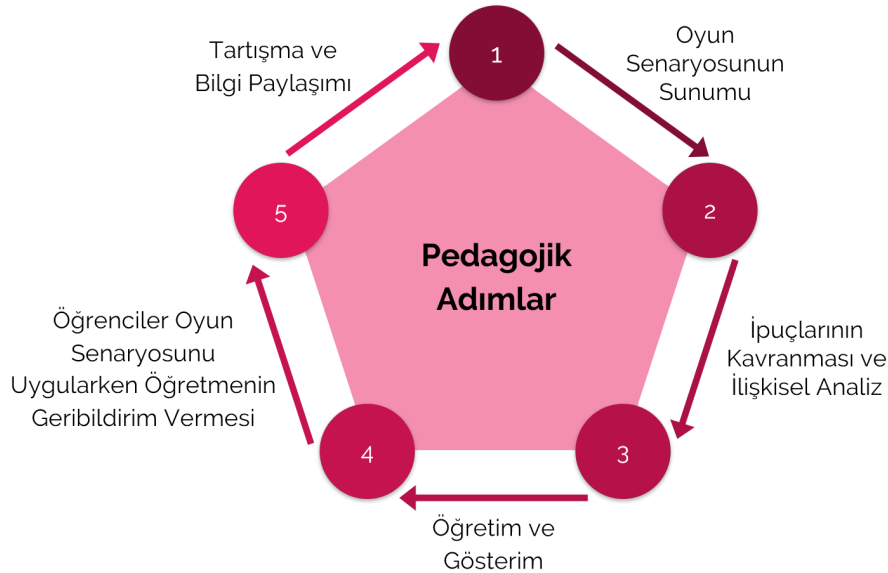 1
Oyun
Senaryosunun
Sunumu
2
İpuçlarının
Kavranması ve
İlişkisel Analiz
3
Öğretim ve
Gösterim
4
Öğrenciler Oyun
Senaryosunu
Uygularken Öğretmenin
Geribildirim Vermesi
5
Tartışma ve
Bilgi Paylaşımı
Pedagojik
Adımlar